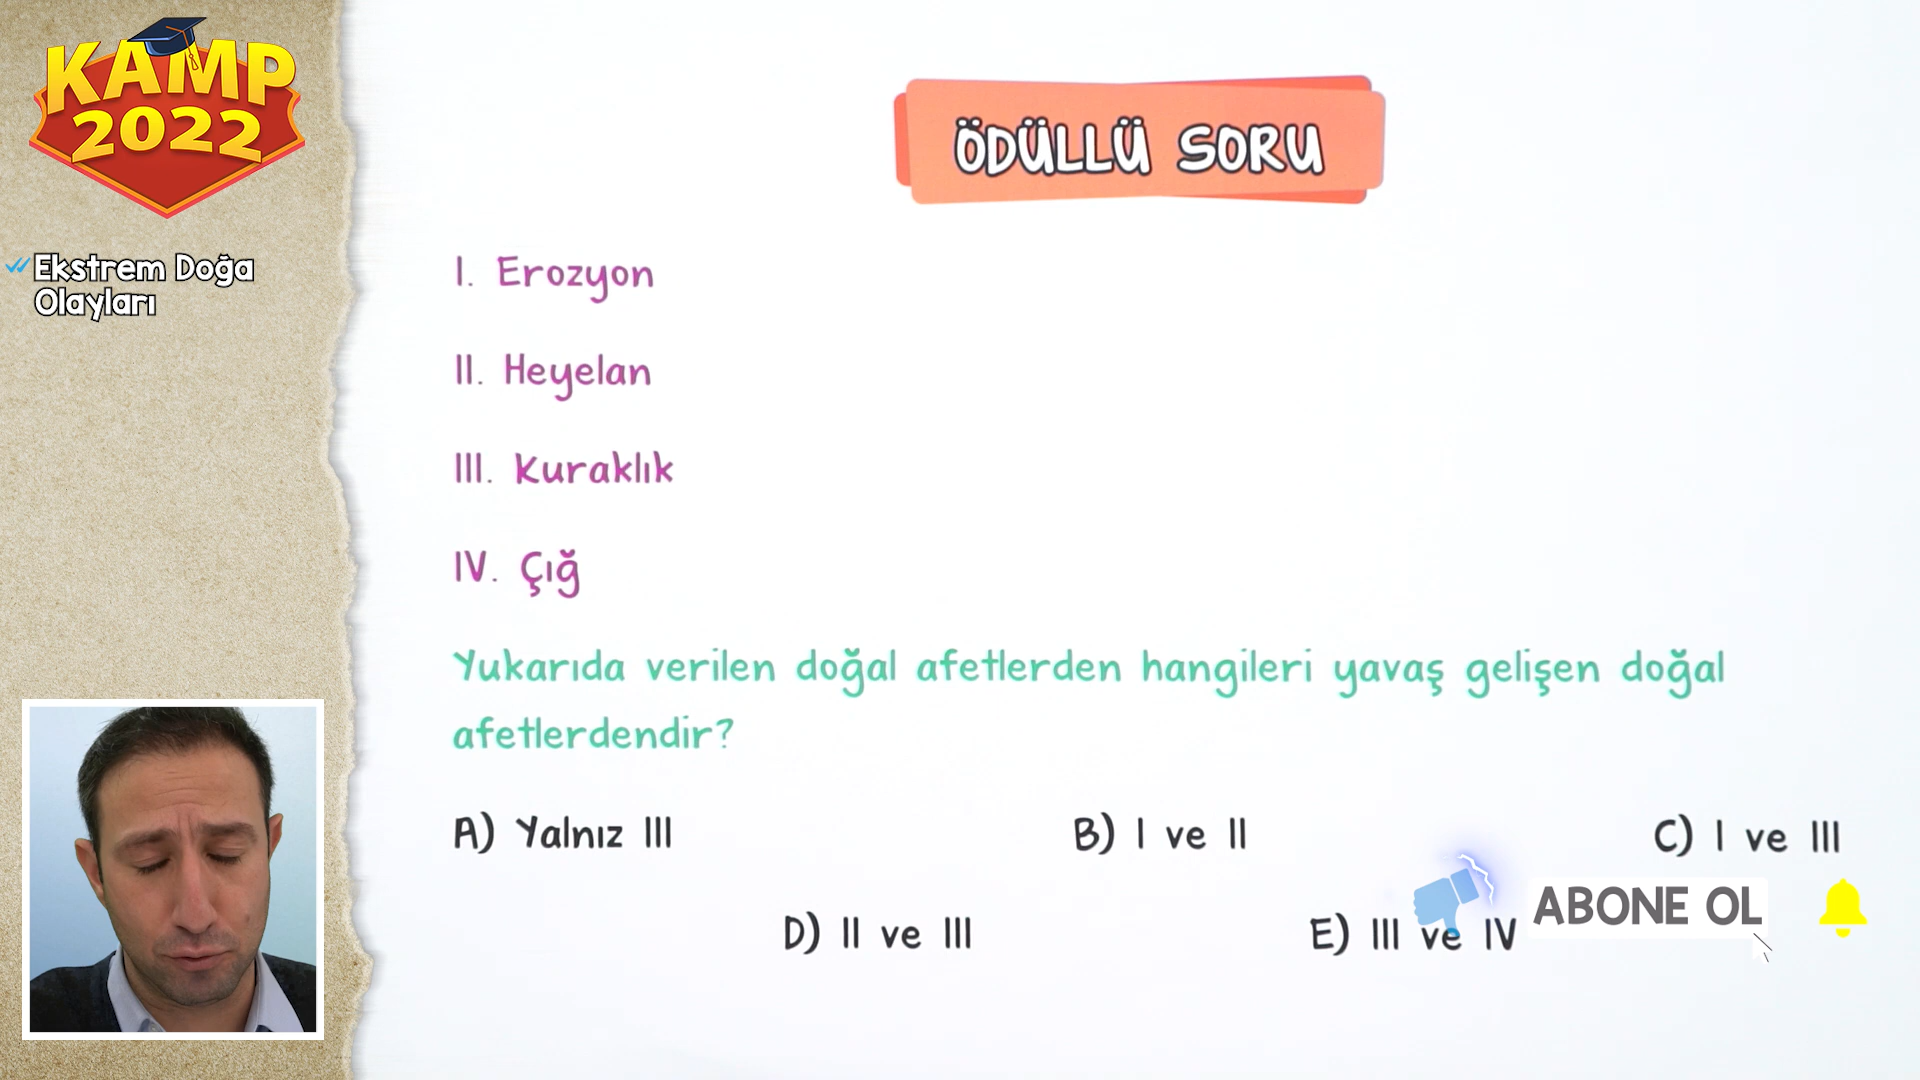 KAMP
2022
Ekstrem Doğa
Olayları
ÖDÜLLÜ SORU
I. Erozyon
II. Heyelan
III. Kuraklık
IV. Çığ
Yukarıda verilen doğal afetlerden hangileri yavaş gelişen doğal
afetlerdendir?
A) Yalnız III
B) I ve II
C) I ve III
D) II ve III
E) III ve IV
ABONE OL